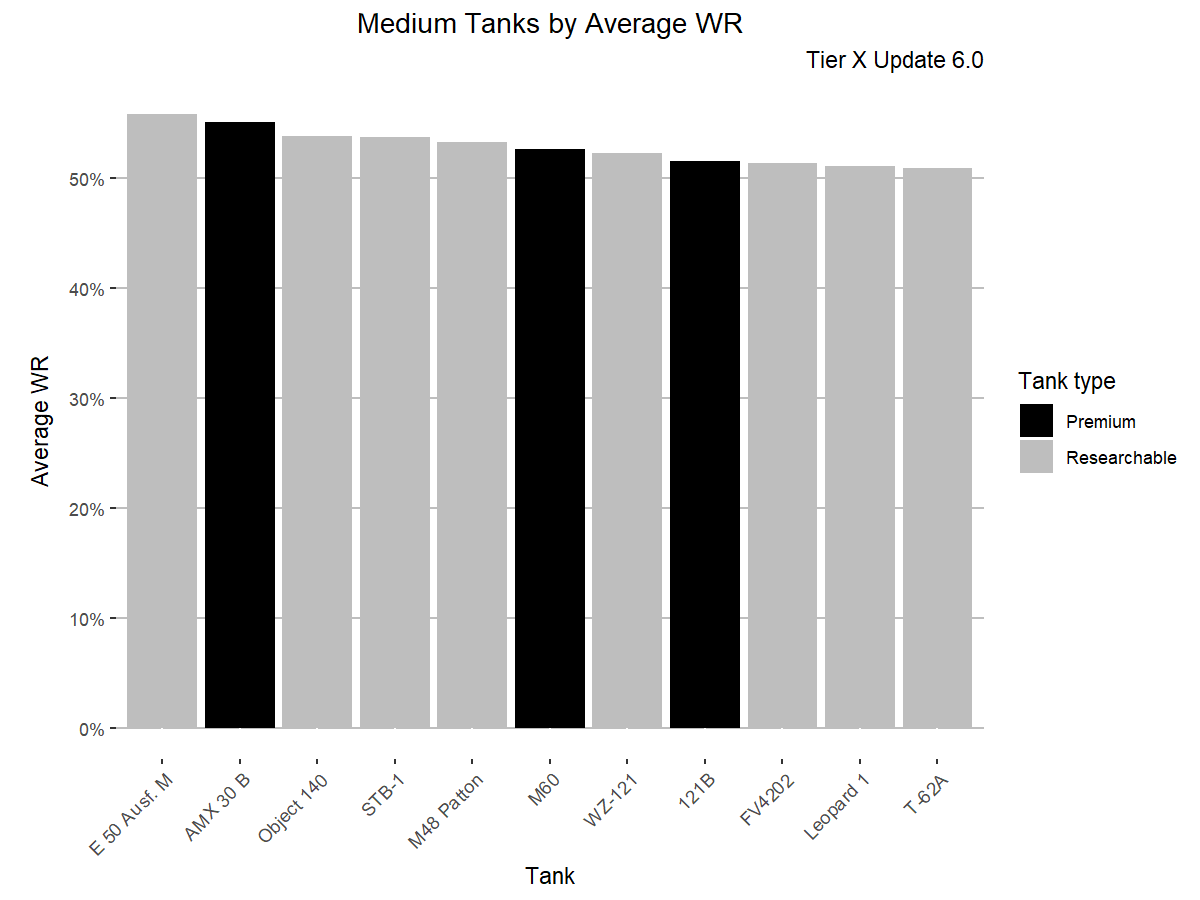 Medium Tanks by Average WR
Tier X Update 6.0
Average WR
50%
40%
30%
20%
10%
0%
E 50 Ausf. M
AMX 30 B
Object 140
STB-1
M48 Patton
M60
WZ-121
121B
FV4202
Leopard 1
T-62A
Tank
Tank type
Premium
Researchable